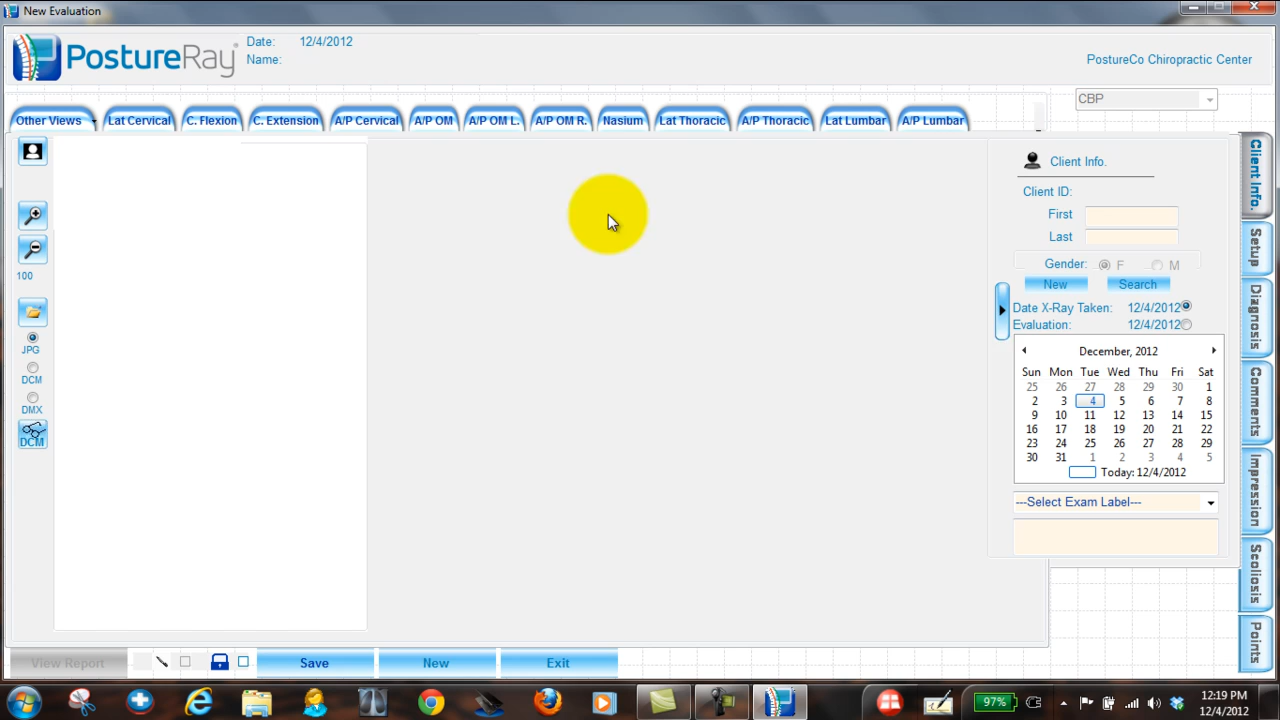 New Evaluation
PostureRay
Date: 12/4/2012
Name:
PostureCo Chiropractic Center
CBP
Other Views
Lat Cervical
C. Flexion
C. Extension
A/P Cervical
A/P OM
A/P OM L.
A/P OM R.
Nasium
Lat Thoracic
A/P Thoracic
Lat Lumbar
A/P Lumbar
100
JPG
DCM
DMX
DCM
Client Info.
Client ID:
First
Last
Gender: F M
New Search
Date X-Ray Taken: 12/4/2012
Evaluation: 12/4/2012
December, 2012
Sun Mon Tue Wed Thu Fri Sat
25 26 27 28 29 30 1
2 3 4 5 6 7 8
9 10 11 12 13 14 15
16 17 18 19 20 21 22
23 24 25 26 27 28 29
30 31 1 2 3 4 5
Today: 12/4/2012
---Select Exam Label---
Client Info.
Setup
Diagnosis
Comments
Impression
Scoliosis
Points
View Report
Save
New
Exit
97%
12:19 PM
12/4/2012